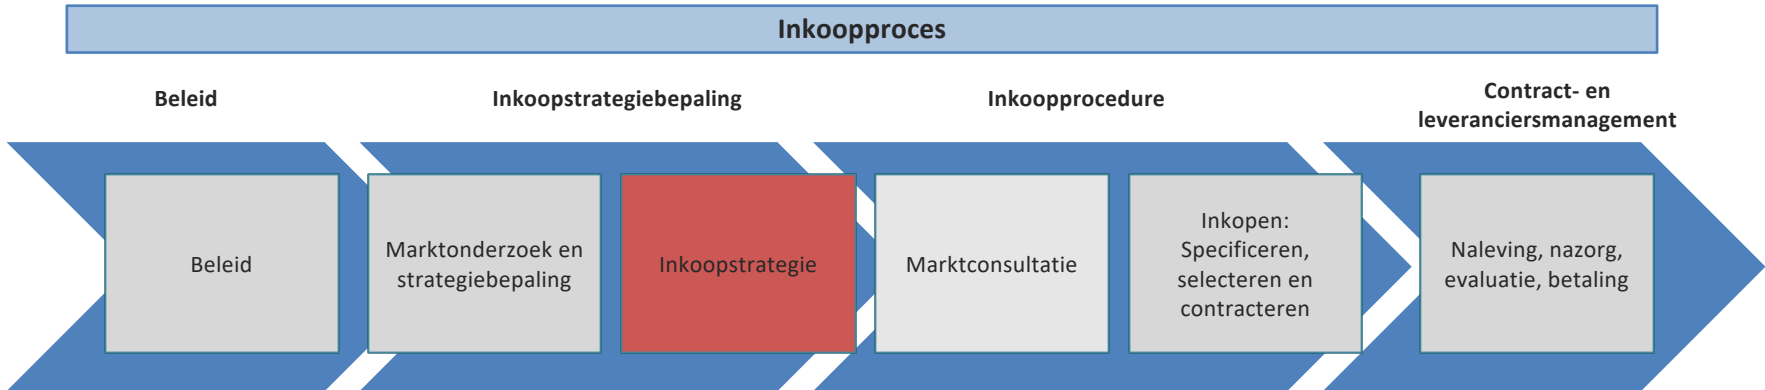 Inkoopproces
Beleid
Inkoopstrategiebepaling
Inkoopprocedure
Contract- en
leveranciersmanagement
Beleid
Marktonderzoek en
strategiebepaling
Inkoopstrategie
Marktconsultatie
Inkopen:
Specificeren,
selecteren en
contracteren
Naleving, nazorg,
evaluatie, betaling